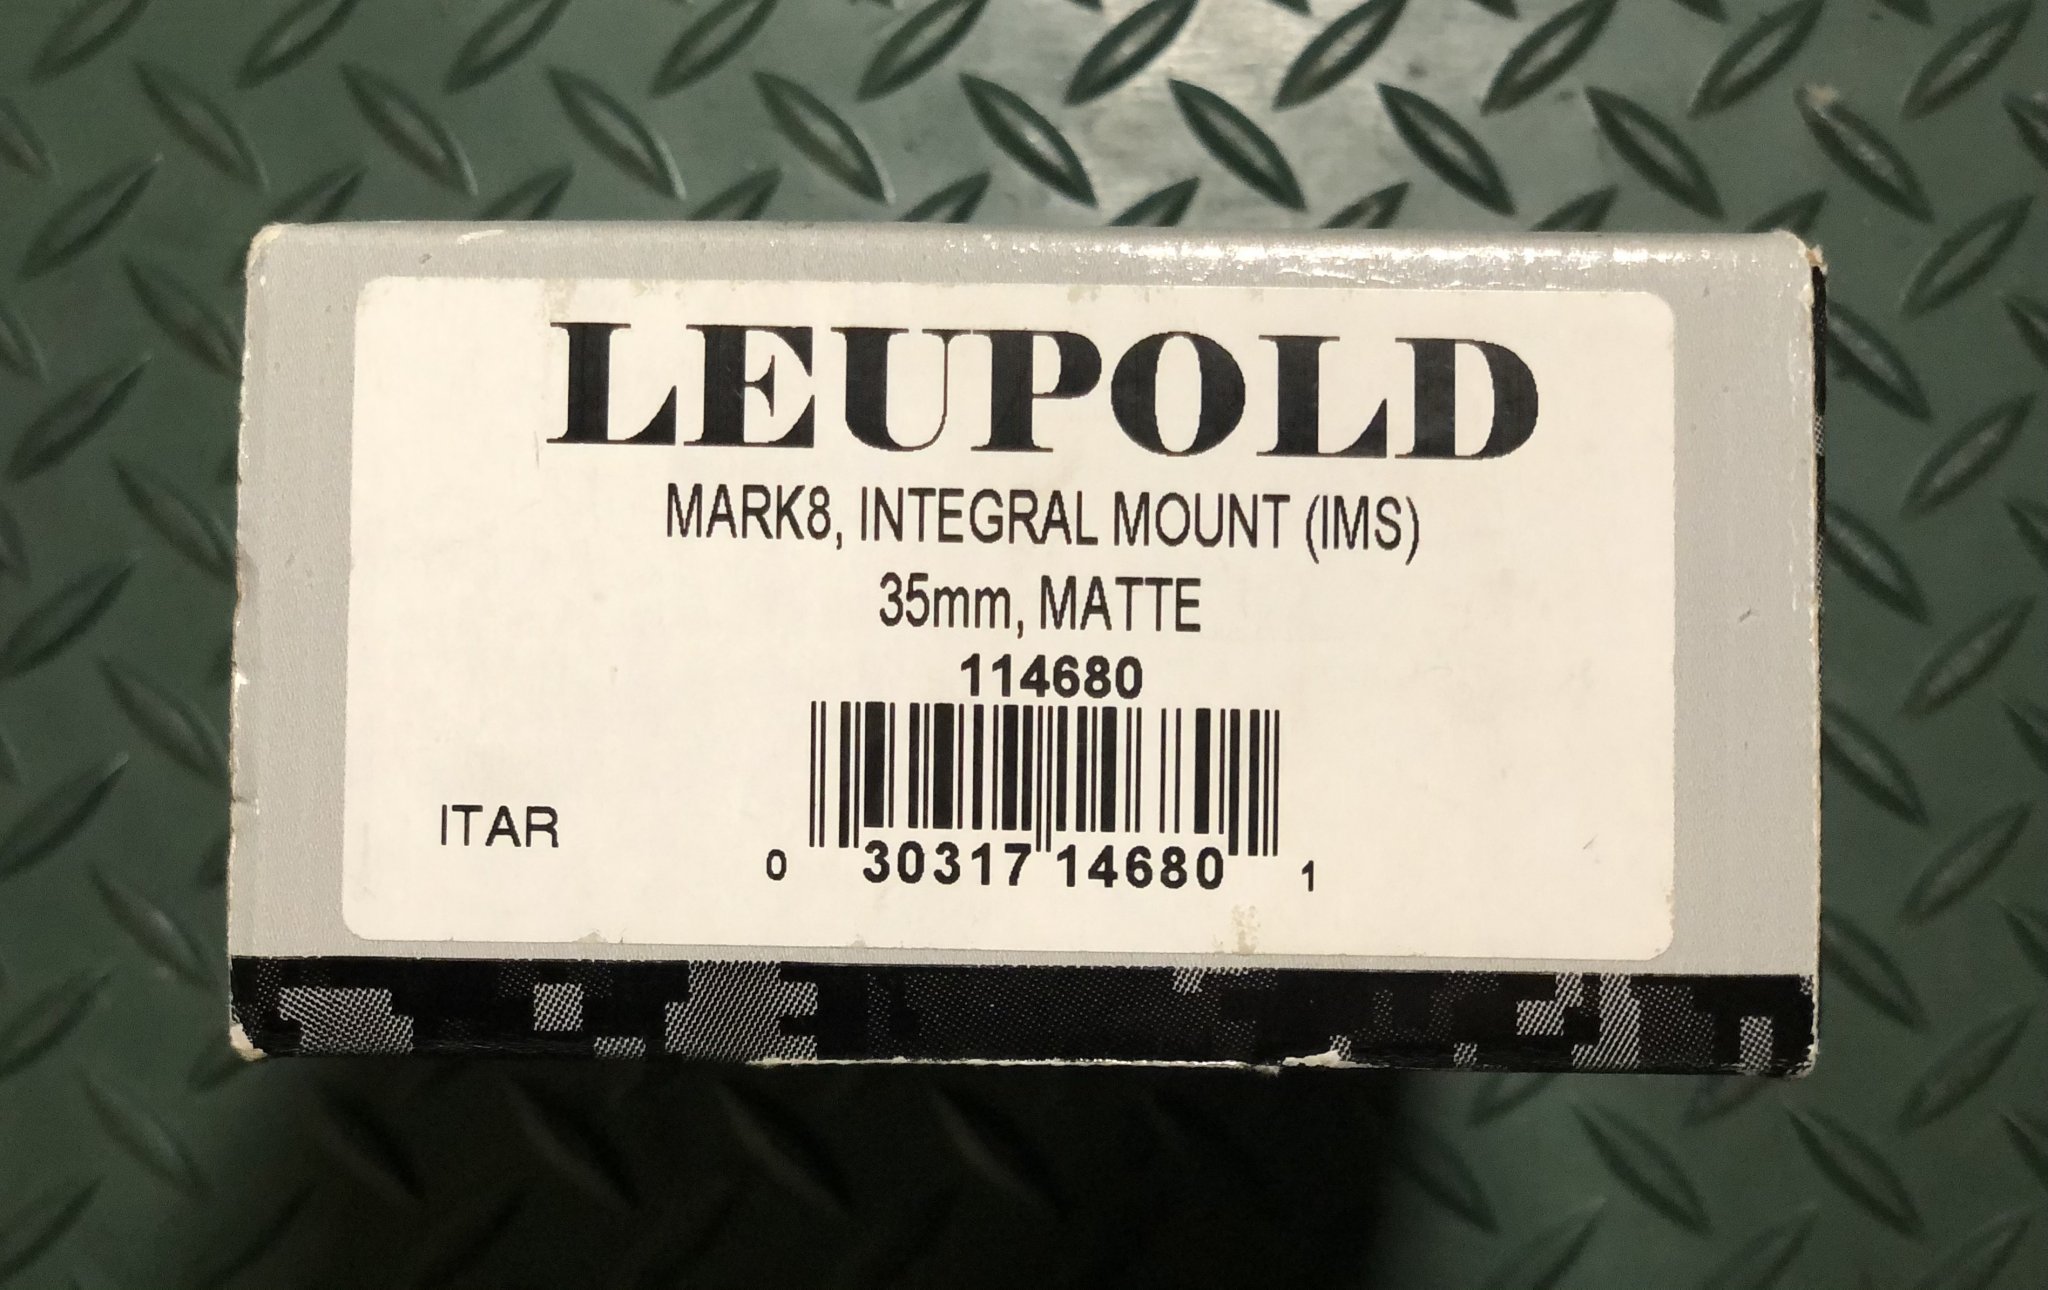 LEUPOLD
MARK8, INTEGRAL MOUNT (IMS)
35mm, MATTE
114680
ITAR
0 30317 14680 1